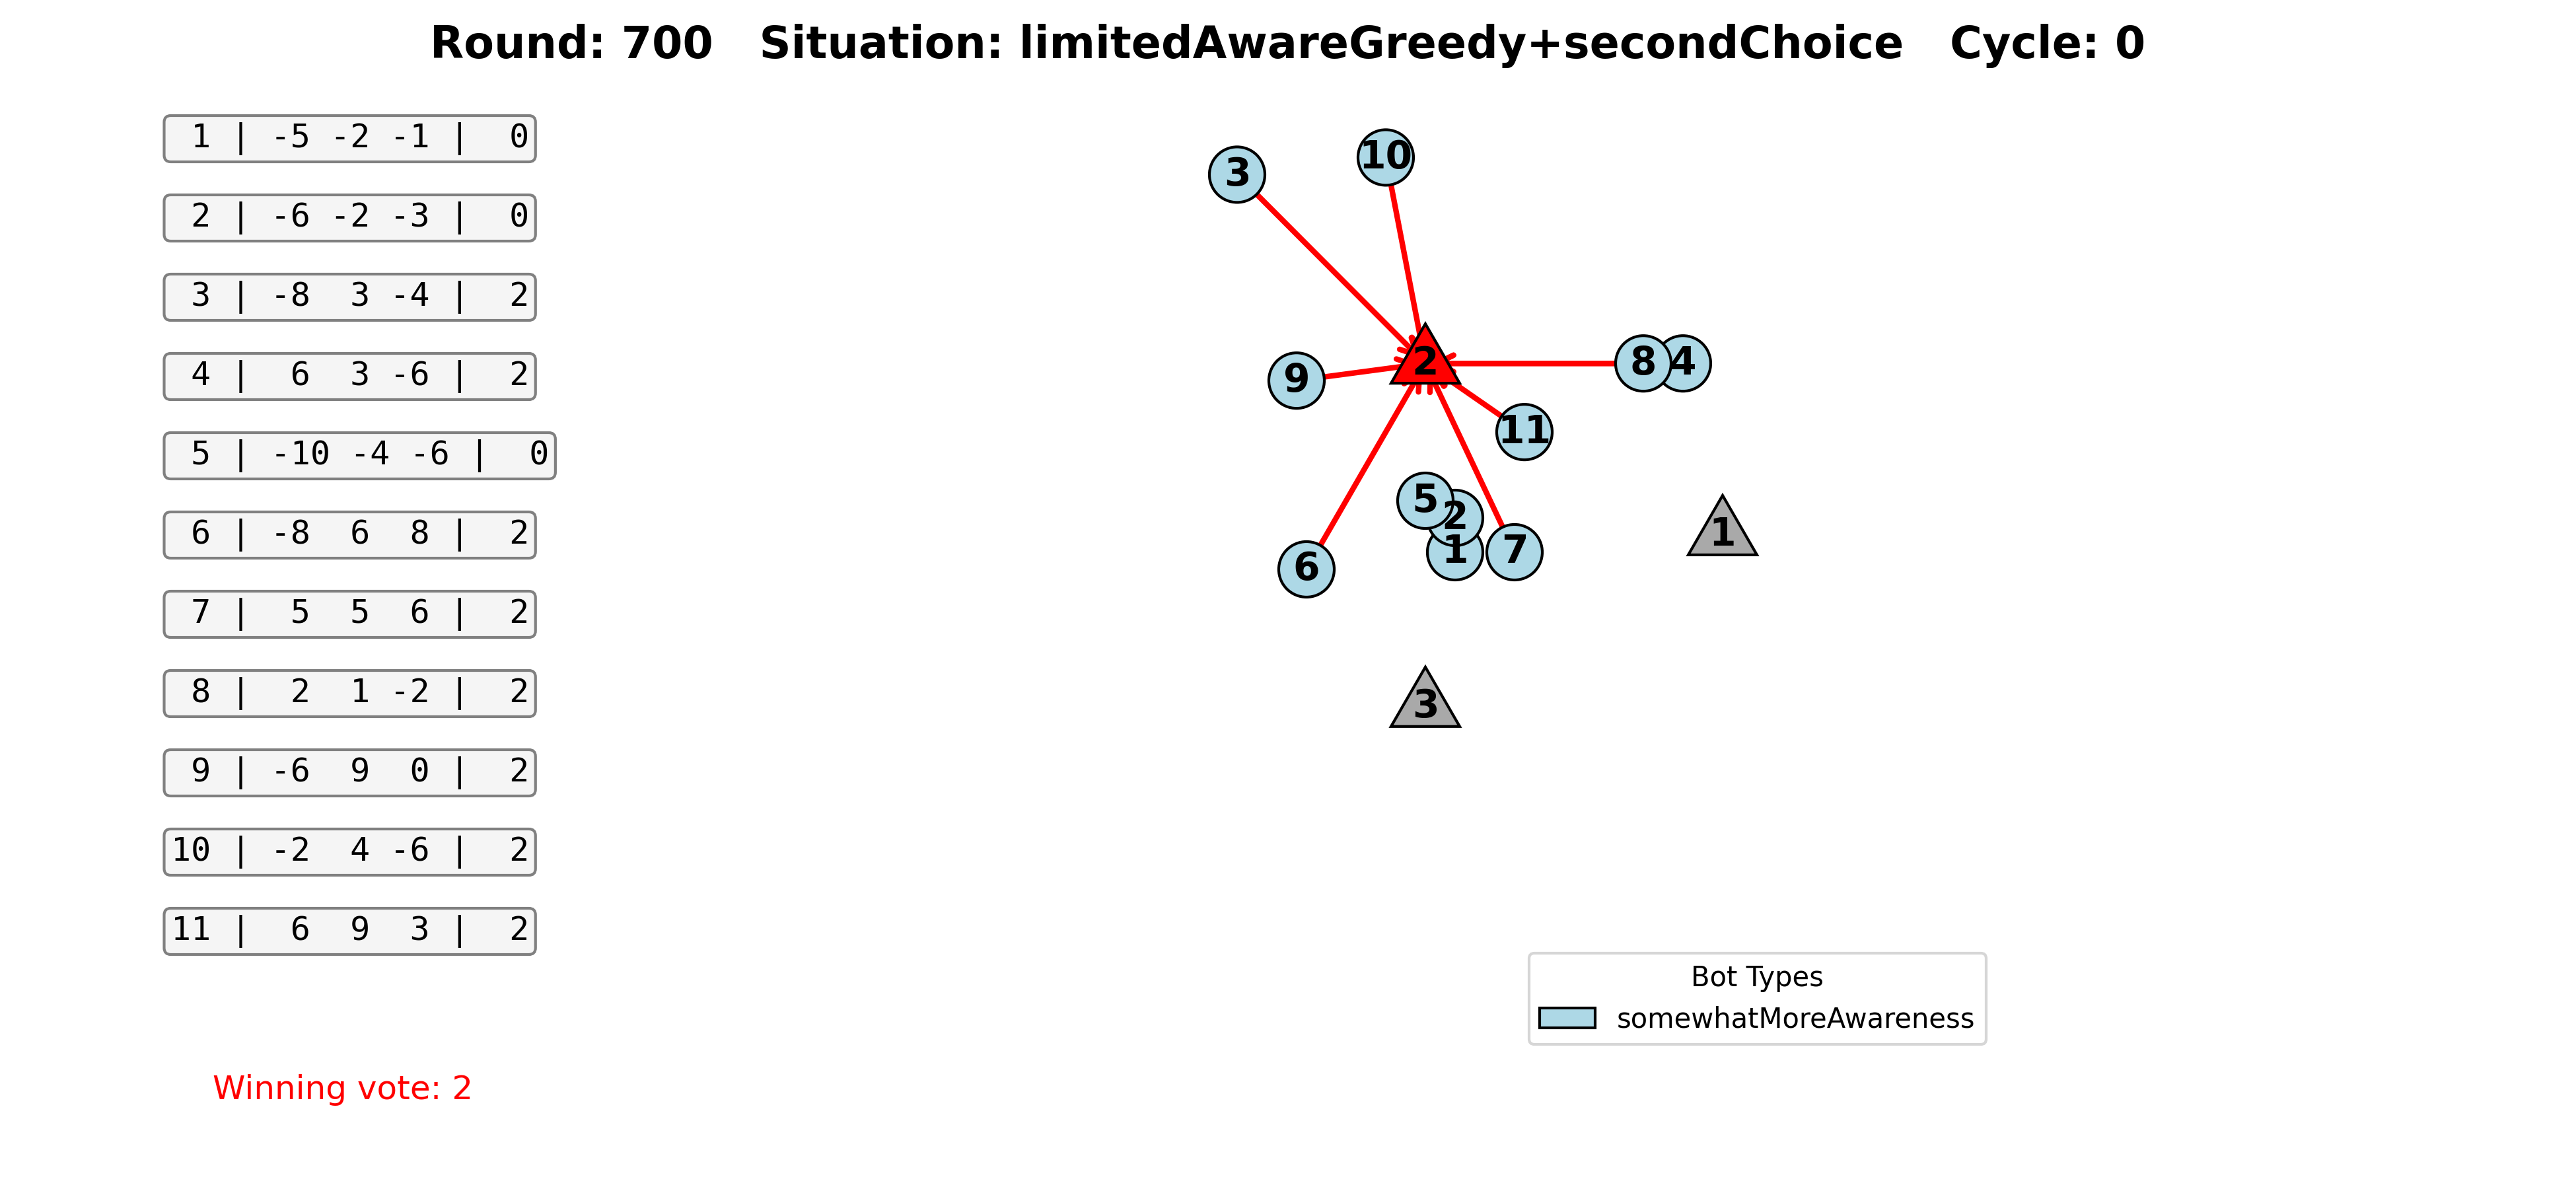 Round: 700   Situation: limitedAwareGreedy+secondChoice   Cycle: 0
1 | -5 -2 -1 |  0
2 | -6 -2 -3 |  0
3 | -8  3 -4 |  2
4 |  6  3 -6 |  2
5 | -10 -4 -6 |  0
6 | -8  6  8 |  2
7 |  5  5  6 |  2
8 |  2  1 -2 |  2
9 | -6  9  0 |  2
10 | -2  4 -6 |  2
11 |  6  9  3 |  2
Winning vote: 2
10
3
2
8 4
9
11
5
2
1
7
6
1
3
Bot Types
somewhatMoreAwareness